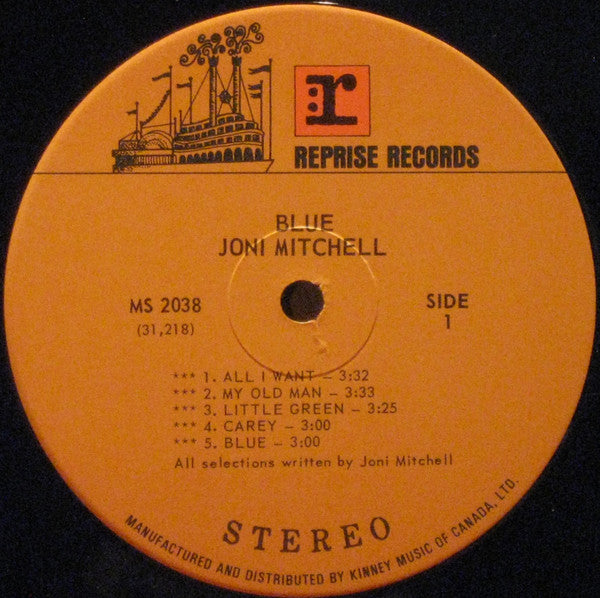 r
REPRISE RECORDS
BLUE
JONI MITCHELL
MS 2038
(31,218)
SIDE
1
*** 1. ALL I WANT – 3:32
*** 2. MY OLD MAN – 3:33
*** 3. LITTLE GREEN – 3:25
*** 4. CAREY – 3:00
*** 5. BLUE – 3:00
All selections written by Joni Mitchell
STEREO
MANUFACTURED AND DISTRIBUTED BY KINNEY MUSIC OF CANADA, LTD.